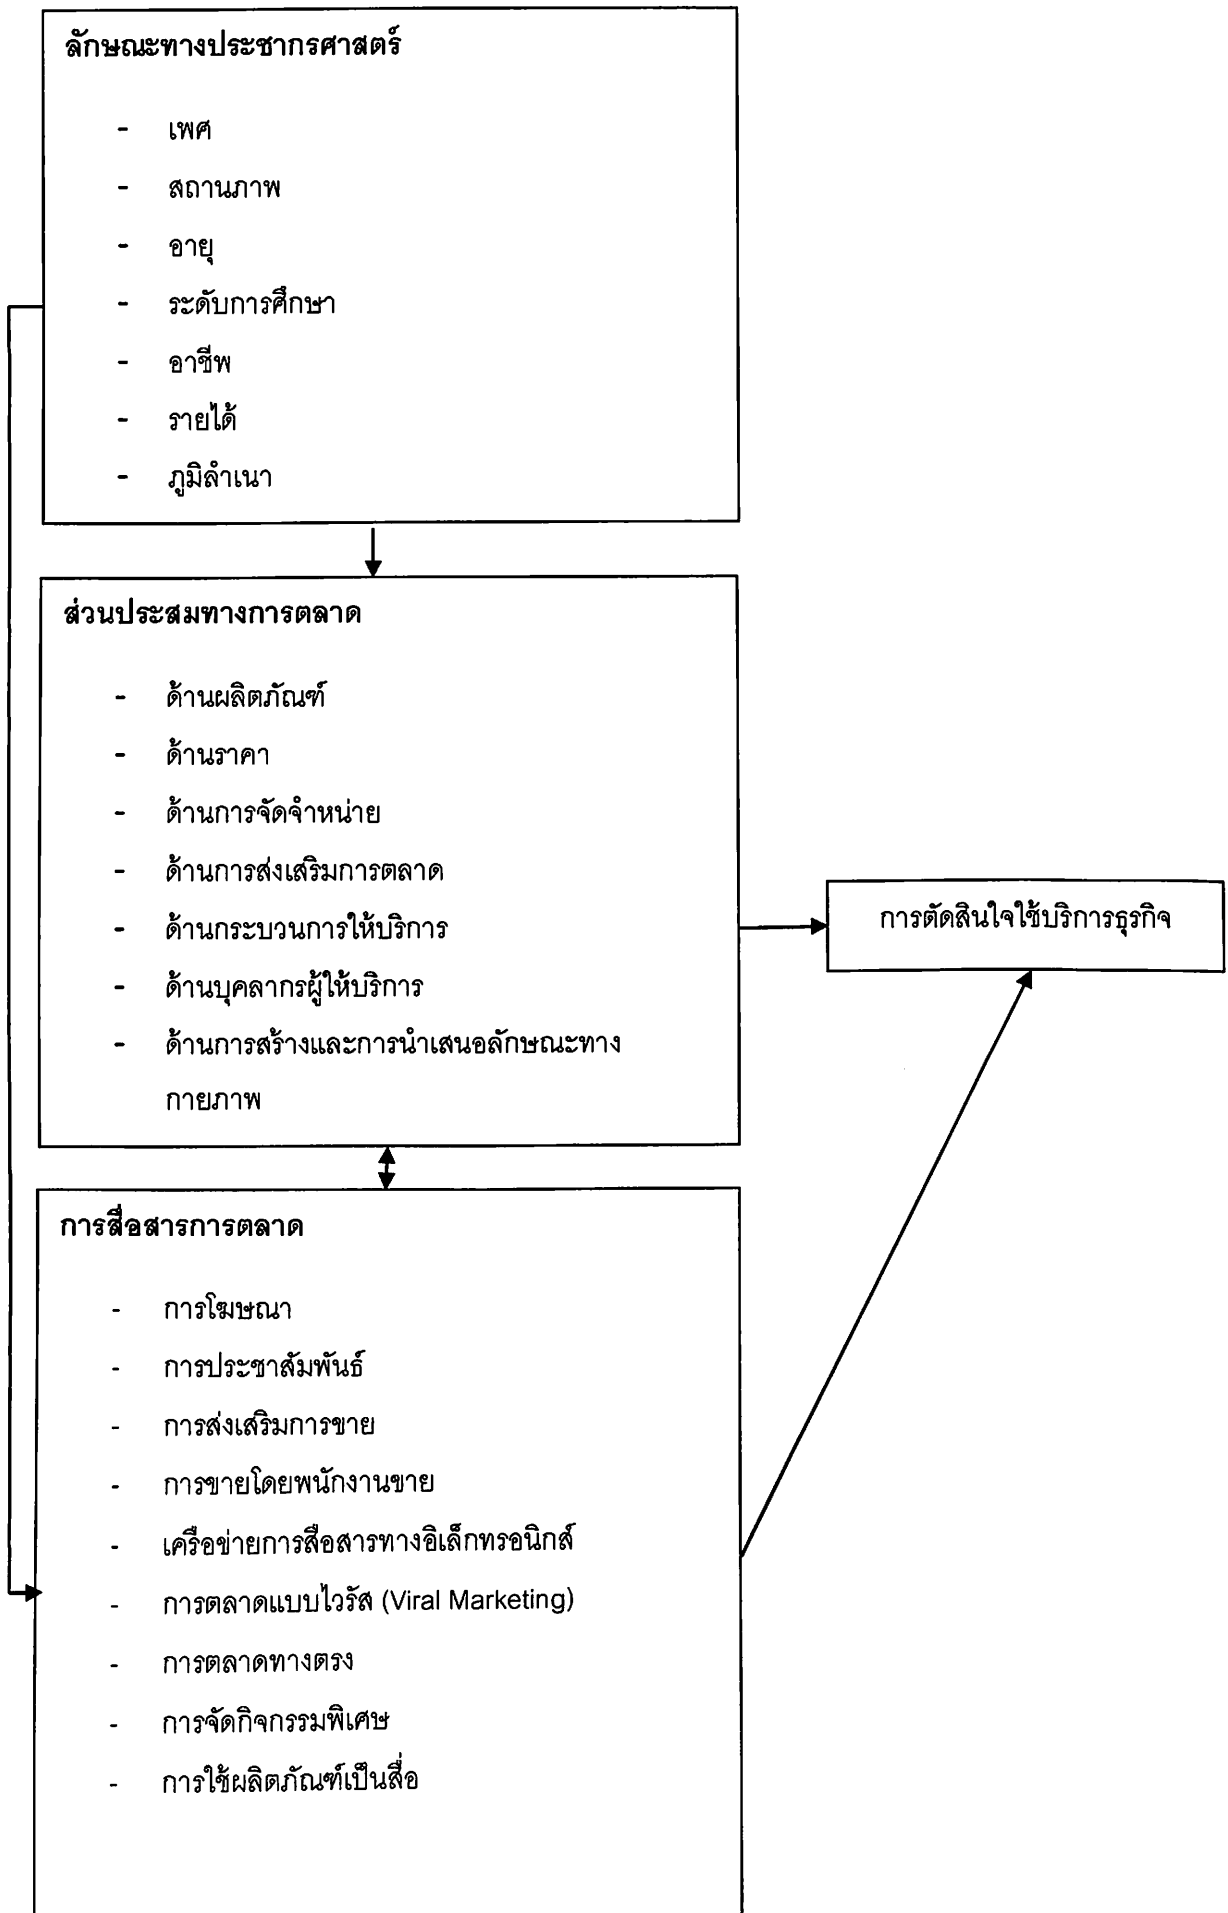 ลักษณะทางประชากรศาสตร์
- เพศ
- สถานภาพ
- อายุ
- ระดับการศึกษา
- อาชีพ
- รายได้
- ภูมิลำเนา
ส่วนประสมทางการตลาด
- ด้านผลิตภัณฑ์
- ด้านราคา
- ด้านการจัดจำหน่าย
- ด้านการส่งเสริมการตลาด
- ด้านกระบวนการให้บริการ
- ด้านบุคลากรผู้ให้บริการ
- ด้านการสร้างและการนำเสนอลักษณะทาง
กายภาพ
การตัดสินใจใช้บริการธุรกิจ
การสื่อสารการตลาด
- การโฆษณา
- การประชาสัมพันธ์
- การส่งเสริมการขาย
- การขายโดยพนักงานขาย
- เครือข่ายการสื่อสารทางอิเล็กทรอนิกส์
- การตลาดแบบไวรัส (Viral Marketing)
- การตลาดทางตรง
- การจัดกิจกรรมพิเศษ
- การใช้ผลิตภัณฑ์เป็นสื่อ